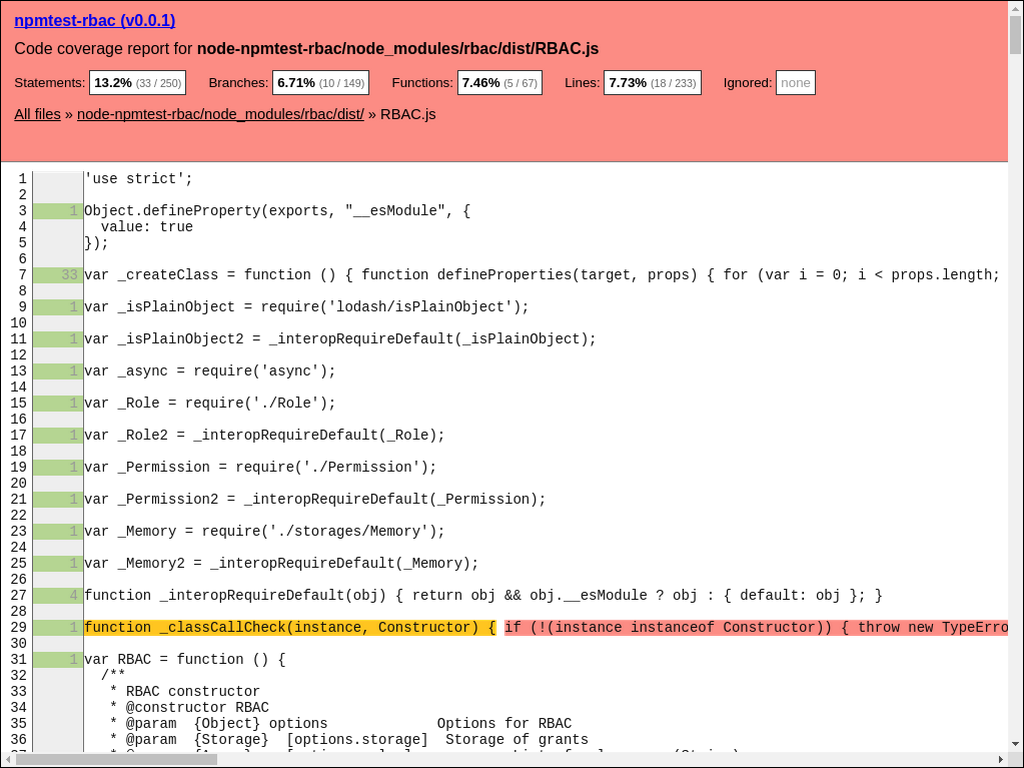 npmtest-rbac (v0.0.1)
Code coverage report for node-npmtest-rbac/node_modules/rbac/dist/RBAC.js
Statements: 13.2% (33 / 250) Branches: 6.71% (10 / 149) Functions: 7.46% (5 / 67) Lines: 7.73% (18 / 233) Ignored: none
All files » node-npmtest-rbac/node_modules/rbac/dist/ » RBAC.js
1 'use strict';
2
3 1 Object.defineProperty(exports, "__esModule", {
4 value: true
5 });
6
7 33 var _createClass = function () { function defineProperties(target, props) { for (var i = 0; i < props.length;
8
9 1 var _isPlainObject = require('lodash/isPlainObject');
10
11 1 var _isPlainObject2 = _interopRequireDefault(_isPlainObject);
12
13 1 var _async = require('async');
14
15 1 var _Role = require('./Role');
16
17 1 var _Role2 = _interopRequireDefault(_Role);
18
19 1 var _Permission = require('./Permission');
20
21 1 var _Permission2 = _interopRequireDefault(_Permission);
22
23 1 var _Memory = require('./storages/Memory');
24
25 1 var _Memory2 = _interopRequireDefault(_Memory);
26
27 4 function _interopRequireDefault(obj) { return obj && obj.__esModule ? obj : { default: obj }; }
28
29 1 function _classCallCheck(instance, Constructor) { if (!(instance instanceof Constructor)) { throw new TypeErro
30
31 1 var RBAC = function () {
32 /**
33 * RBAC constructor
34 * @constructor RBAC
35 * @param {Object} options Options for RBAC
36 * @param {Storage} [options.storage] Storage of grants